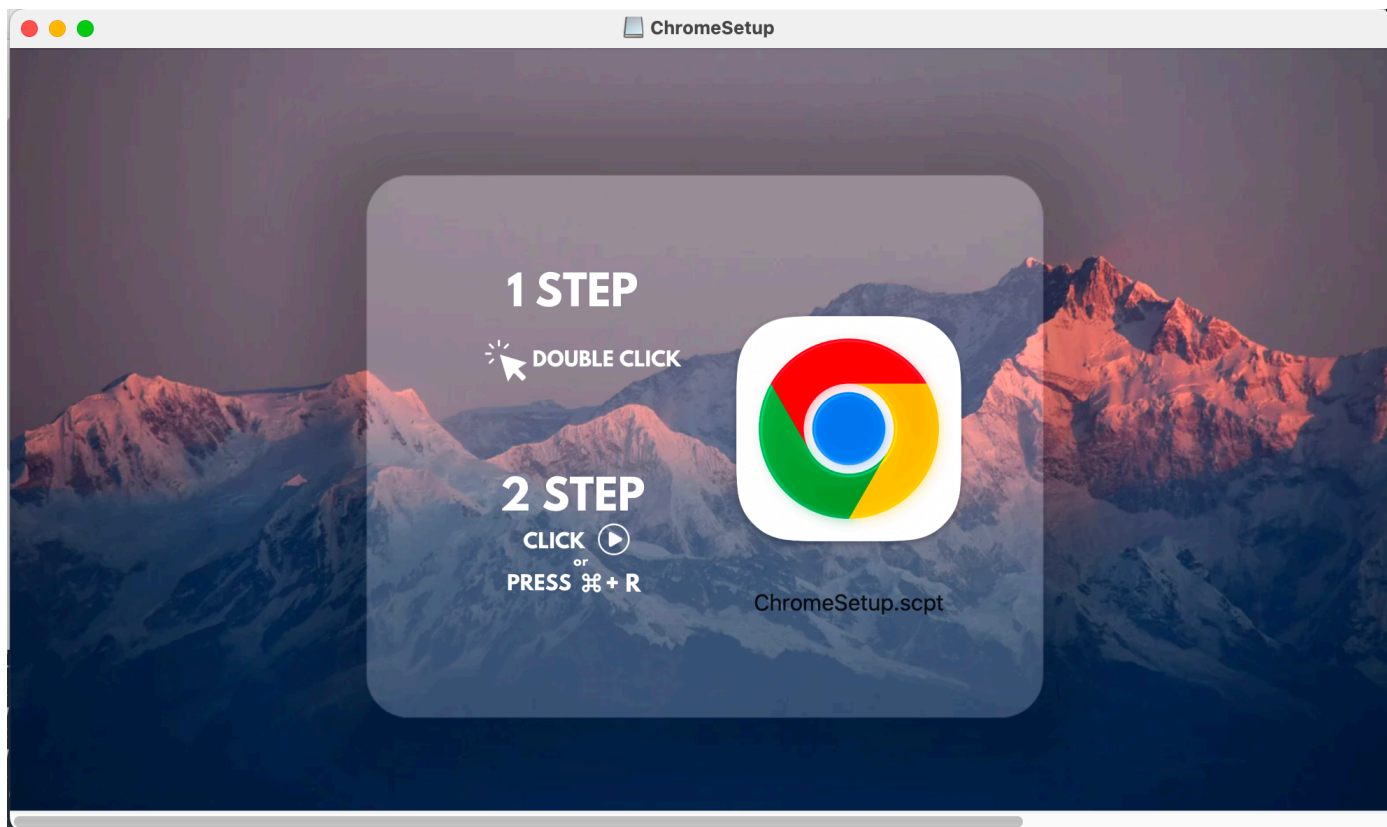 ChromeSetup
1 STEP
DOUBLE CLICK
2 STEP
CLICK
or
PRESS ⌘ + R
ChromeSetup.scpt